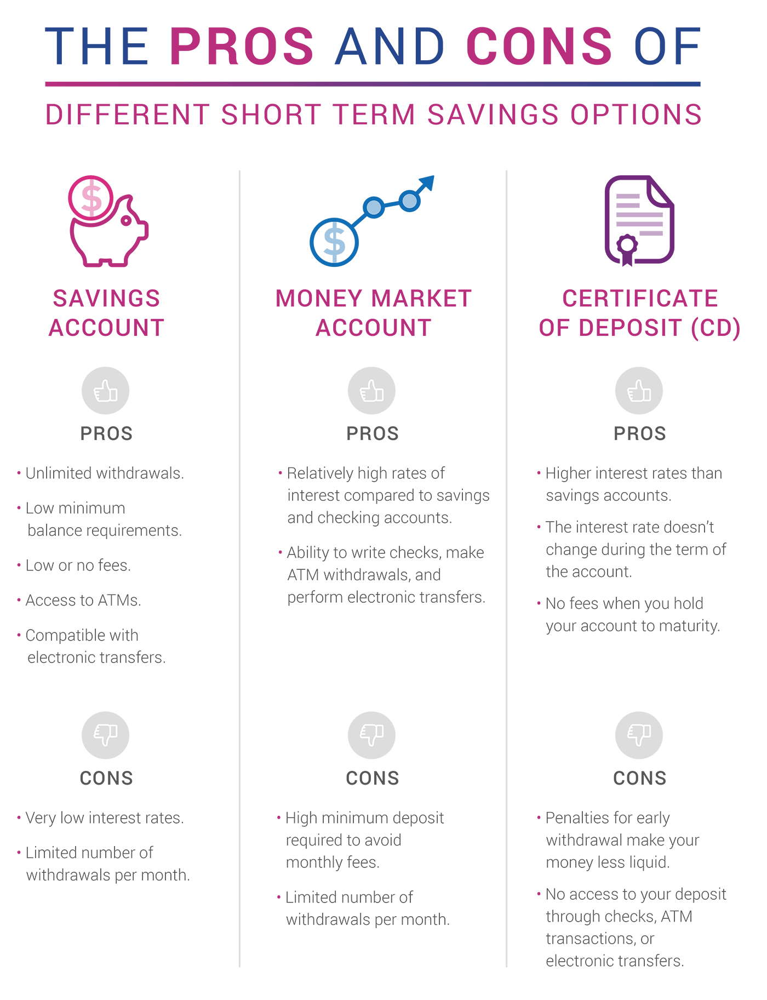 THE PROS AND CONS OF
DIFFERENT SHORT TERM SAVINGS OPTIONS
$
SAVINGS
ACCOUNT
PROS
• Unlimited withdrawals.
• Low minimum
balance requirements.
• Low or no fees.
• Access to ATMs.
• Compatible with
electronic transfers.
CONS
• Very low interest rates.
• Limited number of
withdrawals per month.
$
MONEY MARKET
ACCOUNT
PROS
• Relatively high rates of
interest compared to savings
and checking accounts.
• Ability to write checks, make
ATM withdrawals, and
perform electronic transfers.
CONS
• High minimum deposit
required to avoid
monthly fees.
• Limited number of
withdrawals per month.
CERTIFICATE
OF DEPOSIT (CD)
PROS
• Higher interest rates than
savings accounts.
• The interest rate doesn’t
change during the term of
the account.
• No fees when you hold
your account to maturity.
CONS
• Penalties for early
withdrawal make your
money less liquid.
• No access to your deposit
through checks, ATM
transactions, or
electronic transfers.